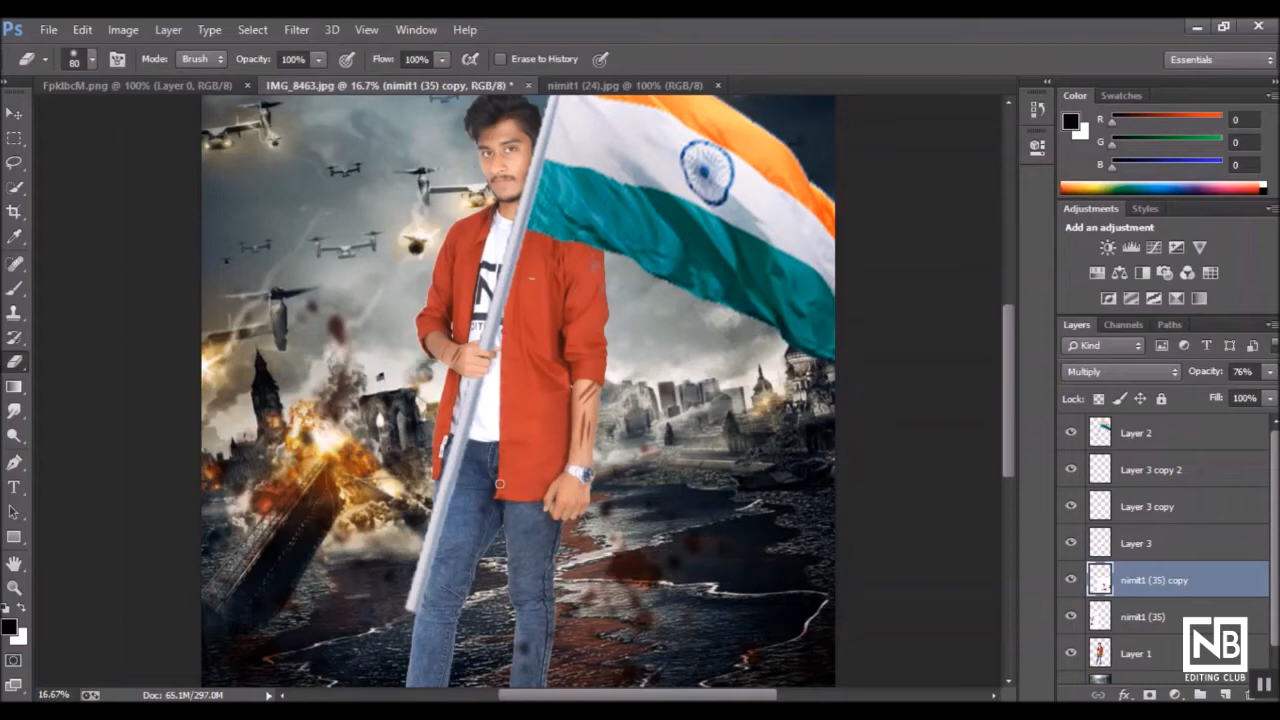 Ps File Edit Image Layer Type Select Filter 3D View Window Help
80 Mode: Brush Opacity: 100% Flow: 100% Erase to History Essentials
FpklbcM.png @ 100% (Layer 0, RGB/8) × IMG_8463.jpg @ 16.7% (nimit1 (35) copy, RGB/8) * × nimit1 (24).jpg @ 100% (RGB/8) ×
Color Swatches
R 0
G 0
B 0
Adjustments Styles
Add an adjustment
Layers Channels Paths
Kind
Multiply Opacity: 76%
Lock: Fill: 100%
Layer 2
Layer 3 copy 2
Layer 3 copy
Layer 3
nimit1 (35) copy
nimit1 (35)
Layer 1
NB
EDITING CLUB
16.67% Doc: 65.1M/297.0M
fx